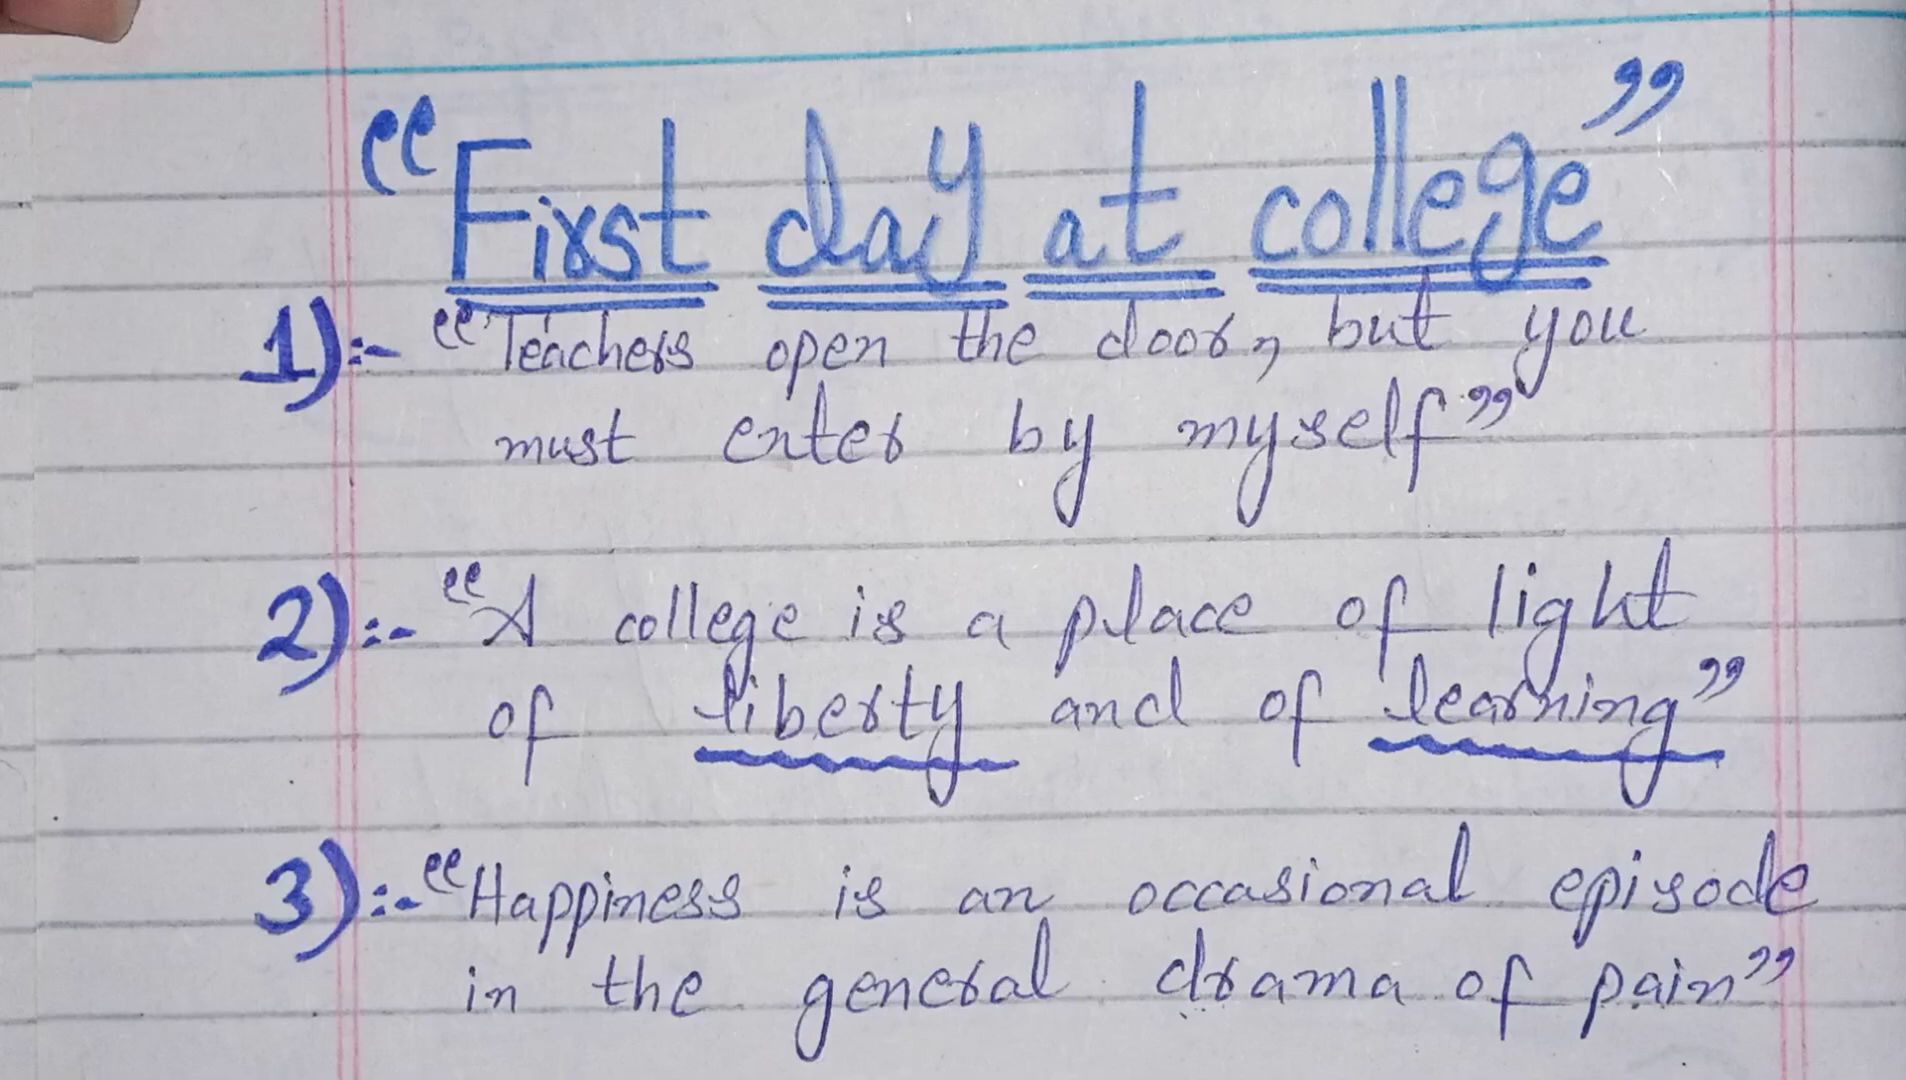 “First day at college”
1):- “Teachers open the door, but you
must enter by myself”
2):- “A college is a place of light
of liberty and of learning”
3):- “Happiness is an occasional episode
in the general drama of pain”